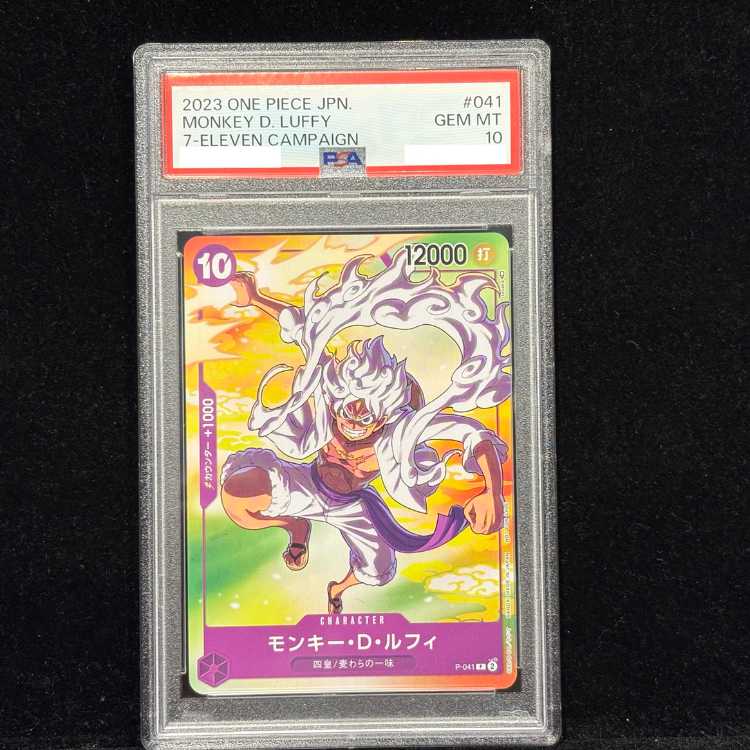 2023 ONE PIECE JPN. #041
MONKEY D. LUFFY GEM MT
7-ELEVEN CAMPAIGN 10
PSA
10
12000 打
カウンター +1000
CHARACTER
モンキー・D・ルフィ
四皇/麦わらの一味
P-041 P 2